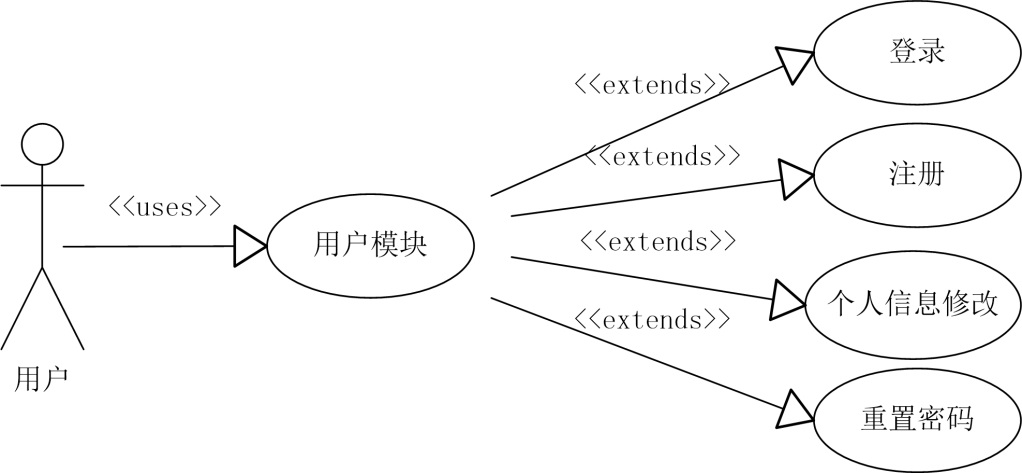 登录
<<extends>>
<<extends>>
注册
<<uses>>
用户模块
<<extends>>
个人信息修改
<<extends>>
用户
重置密码